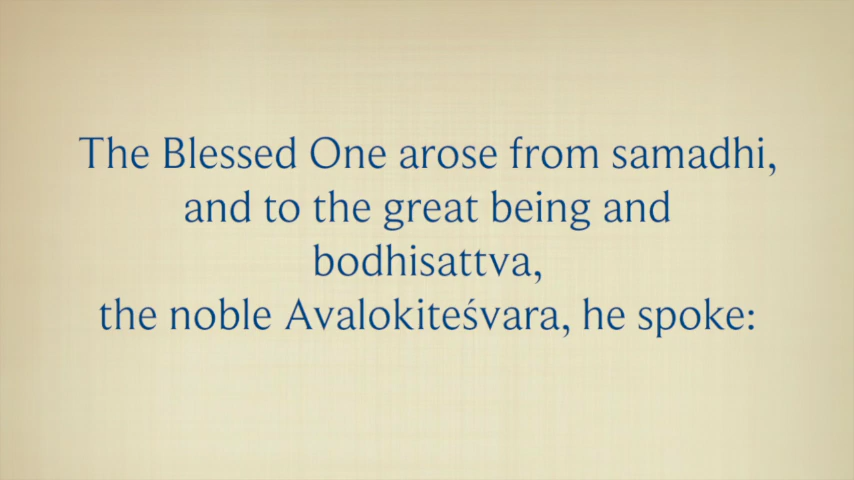 The Blessed One arose from samadhi,
and to the great being and
bodhisattva,
the noble Avalokiteśvara, he spoke: